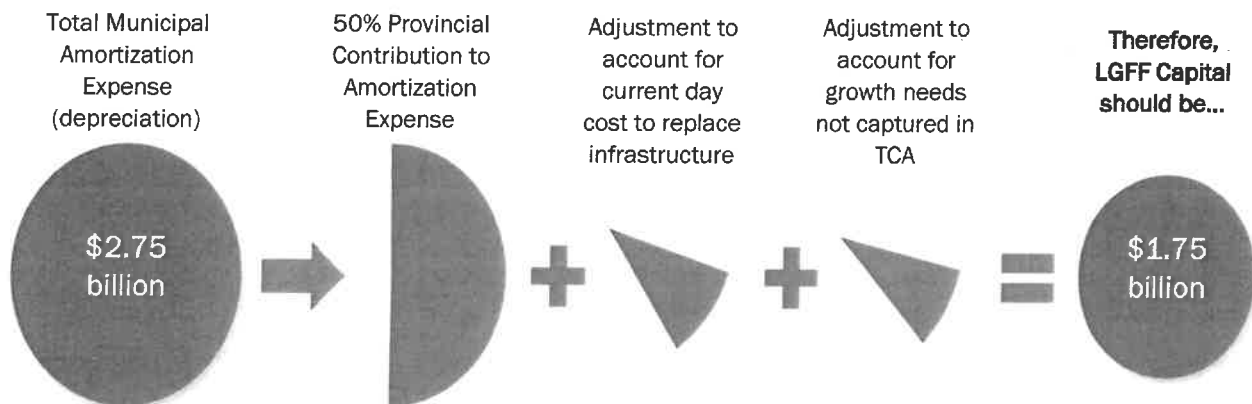 Total Municipal
Amortization
Expense
(depreciation)
50% Provincial
Contribution to
Amortization
Expense
Adjustment to
account for
current day
cost to replace
infrastructure
Adjustment to
account for
growth needs
not captured in
TCA
Therefore,
LGFF Capital
should be...
$2.75
billion
$1.75
billion